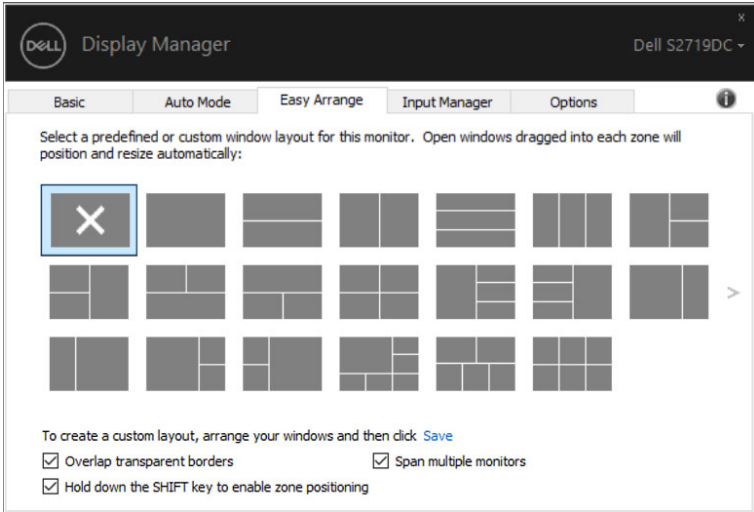 x
DELL
Display Manager
Dell S2719DC
Basic
Auto Mode
Easy Arrange
Input Manager
Options
Select a predefined or custom window layout for this monitor. Open windows dragged into each zone will
position and resize automatically:
To create a custom layout, arrange your windows and then click Save
Overlap transparent borders
Span multiple monitors
Hold down the SHIFT key to enable zone positioning